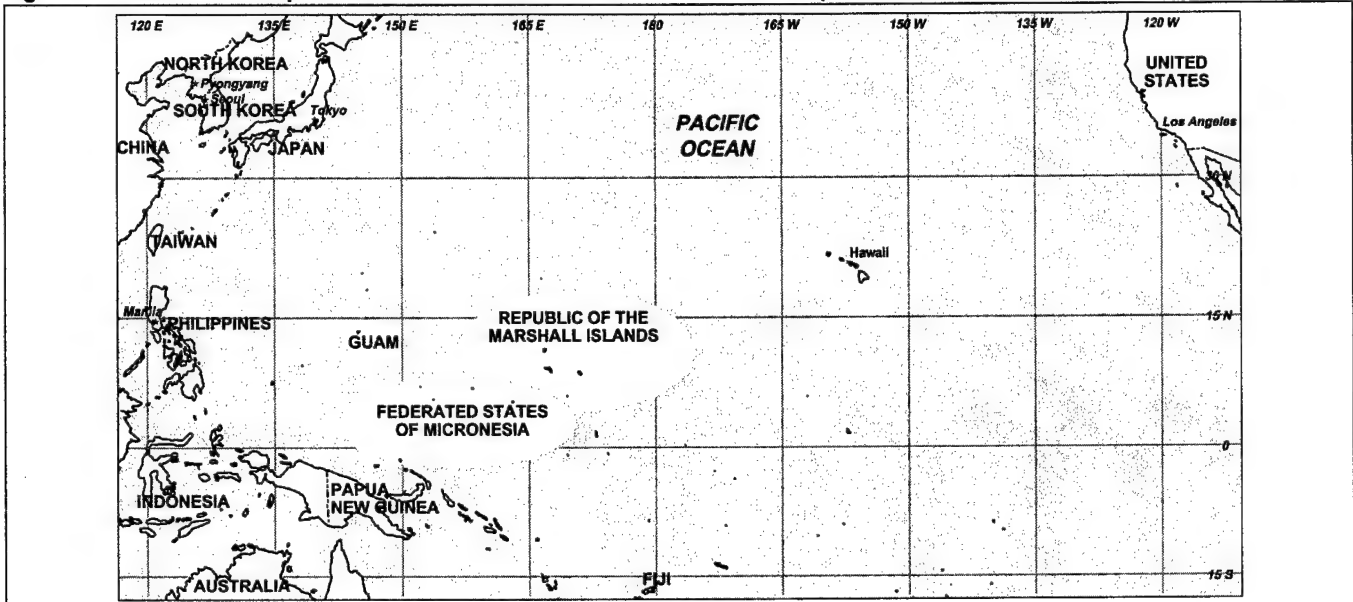 120 E 135 E 150 E 165 E 180 165 W 150 W 135 W 120 W
NORTH KOREA
Pyongyang
Seoul
SOUTH KOREA
Tokyo
CHINA
JAPAN
PACIFIC
OCEAN
UNITED
STATES
Los Angeles
30 N
TAIWAN
Hawaii
Manila
PHILIPPINES
GUAM
REPUBLIC OF THE
MARSHALL ISLANDS
15 N
FEDERATED STATES
OF MICRONESIA
0
INDONESIA
PAPUA
NEW GUINEA
AUSTRALIA
FIJI
15 S